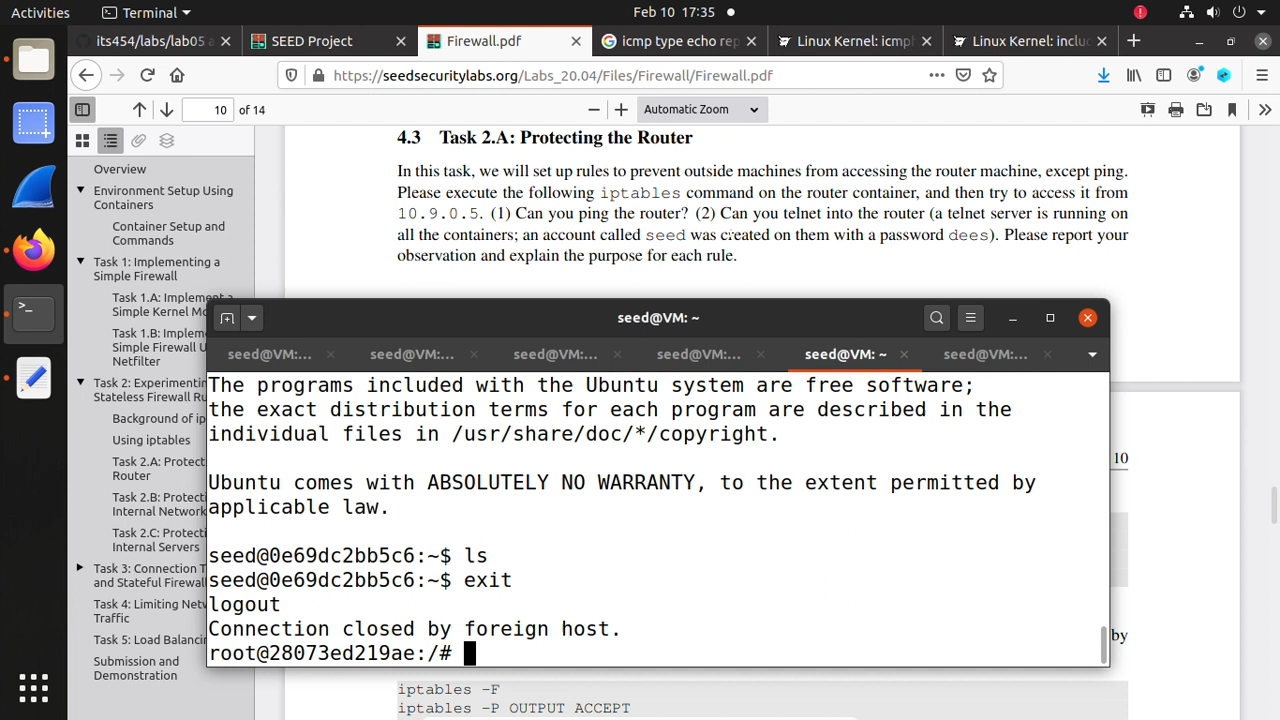 Activities
Terminal
Feb 10 17:35
its454/labs/lab05 a
SEED Project
Firewall.pdf
icmp type echo rep
Linux Kernel: icmph
Linux Kernel: inclu
https://seedsecuritylabs.org/Labs_20.04/Files/Firewall/Firewall.pdf
10 of 14
Automatic Zoom
Overview
Environment Setup Using
Containers
Container Setup and
Commands
Task 1: Implementing a
Simple Firewall
Task 1.A: Implement a
Simple Kernel Mo
Task 1.B: Impleme
Simple Firewall U
Netfilter
Task 2: Experimenting
Stateless Firewall Ru
Background of ip
Using iptables
Task 2.A: Protect
Router
Task 2.B: Protecti
Internal Network
Task 2.C: Protecti
Internal Servers
Task 3: Connection T
and Stateful Firewal
Task 4: Limiting Netw
Traffic
Task 5: Load Balancin
Submission and
Demonstration
4.3 Task 2.A: Protecting the Router
In this task, we will set up rules to prevent outside machines from accessing the router machine, except ping.
Please execute the following iptables command on the router container, and then try to access it from
10.9.0.5. (1) Can you ping the router? (2) Can you telnet into the router (a telnet server is running on
all the containers; an account called seed was created on them with a password dees). Please report your
observation and explain the purpose for each rule.
seed@VM: ~
seed@VM:...
seed@VM:...
seed@VM:...
seed@VM:...
seed@VM: ~
seed@VM:...
The programs included with the Ubuntu system are free software;
the exact distribution terms for each program are described in the
individual files in /usr/share/doc/*/copyright.
Ubuntu comes with ABSOLUTELY NO WARRANTY, to the extent permitted by
applicable law.
seed@0e69dc2bb5c6:~$ ls
seed@0e69dc2bb5c6:~$ exit
logout
Connection closed by foreign host.
root@28073ed219ae:/#
10
by
iptables -F
iptables -P OUTPUT ACCEPT